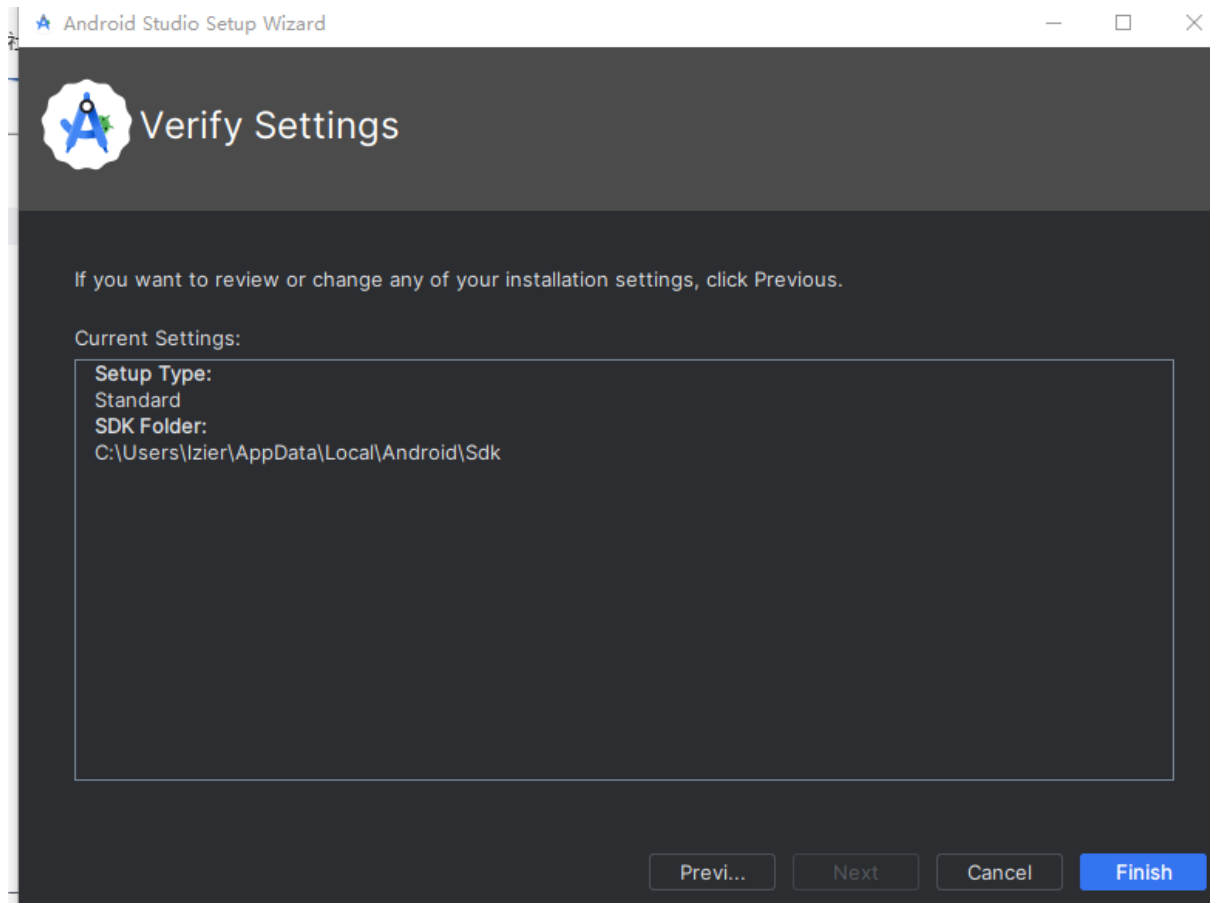 Android Studio Setup Wizard
Verify Settings
If you want to review or change any of your installation settings, click Previous.
Current Settings:
Setup Type:
Standard
SDK Folder:
C:\Users\lzier\AppData\Local\Android\Sdk
Previ...
Next
Cancel
Finish